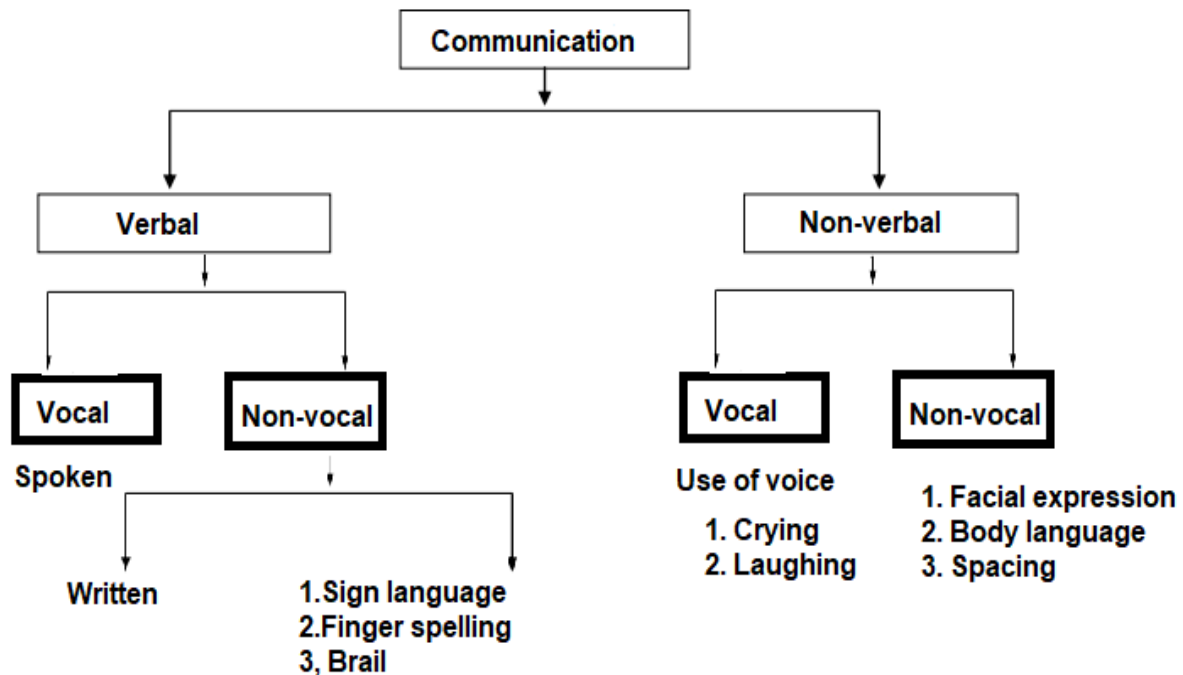 Communication
Verbal
Non-verbal
Vocal
Non-vocal
Vocal
Non-vocal
Spoken
Use of voice
1. Crying
2. Laughing
1. Facial expression
2. Body language
3. Spacing
Written
1.Sign language
2.Finger spelling
3, Brail